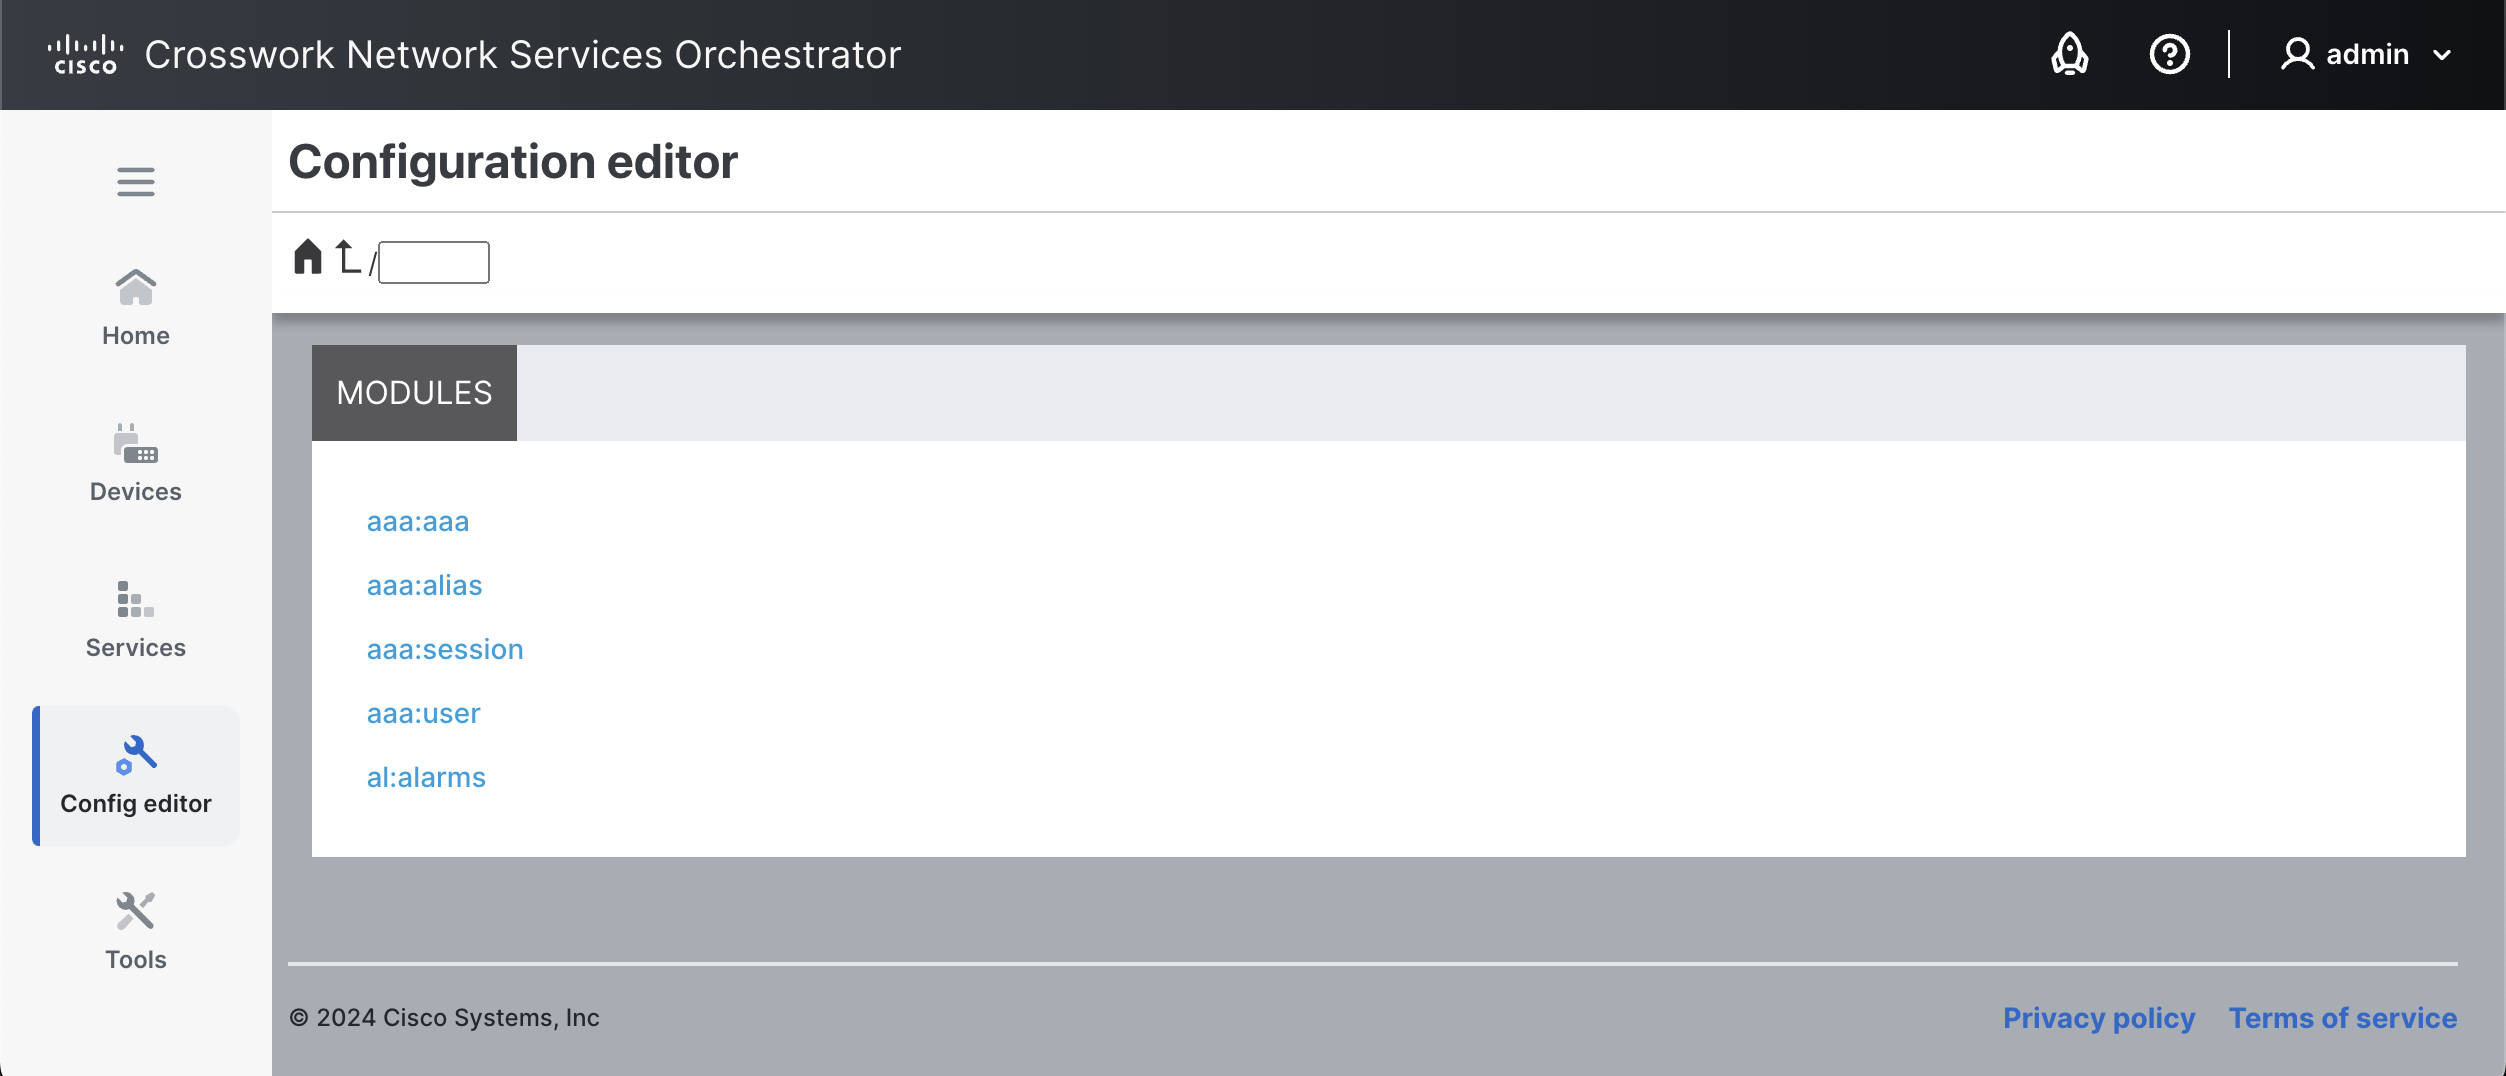 CISCO Crosswork Network Services Orchestrator
admin
Configuration editor
/
Home
Devices
Services
Config editor
Tools
MODULES
aaa:aaa
aaa:alias
aaa:session
aaa:user
al:alarms
© 2024 Cisco Systems, Inc
Privacy policy Terms of service